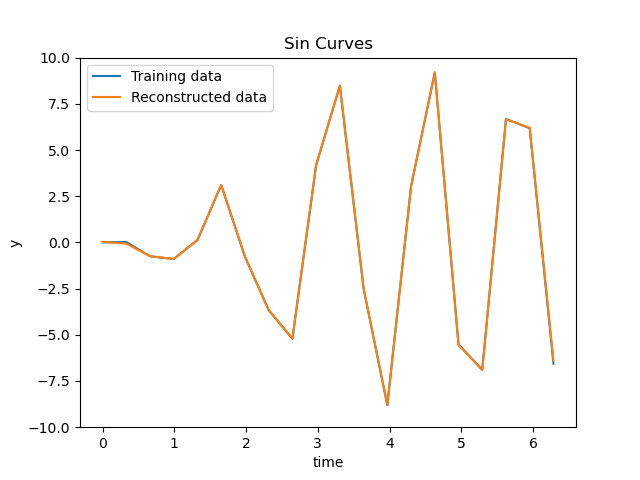 Sin Curves
Training data
Reconstructed data
10.0
7.5
5.0
2.5
0.0
−2.5
−5.0
−7.5
−10.0
y
0 1 2 3 4 5 6
time